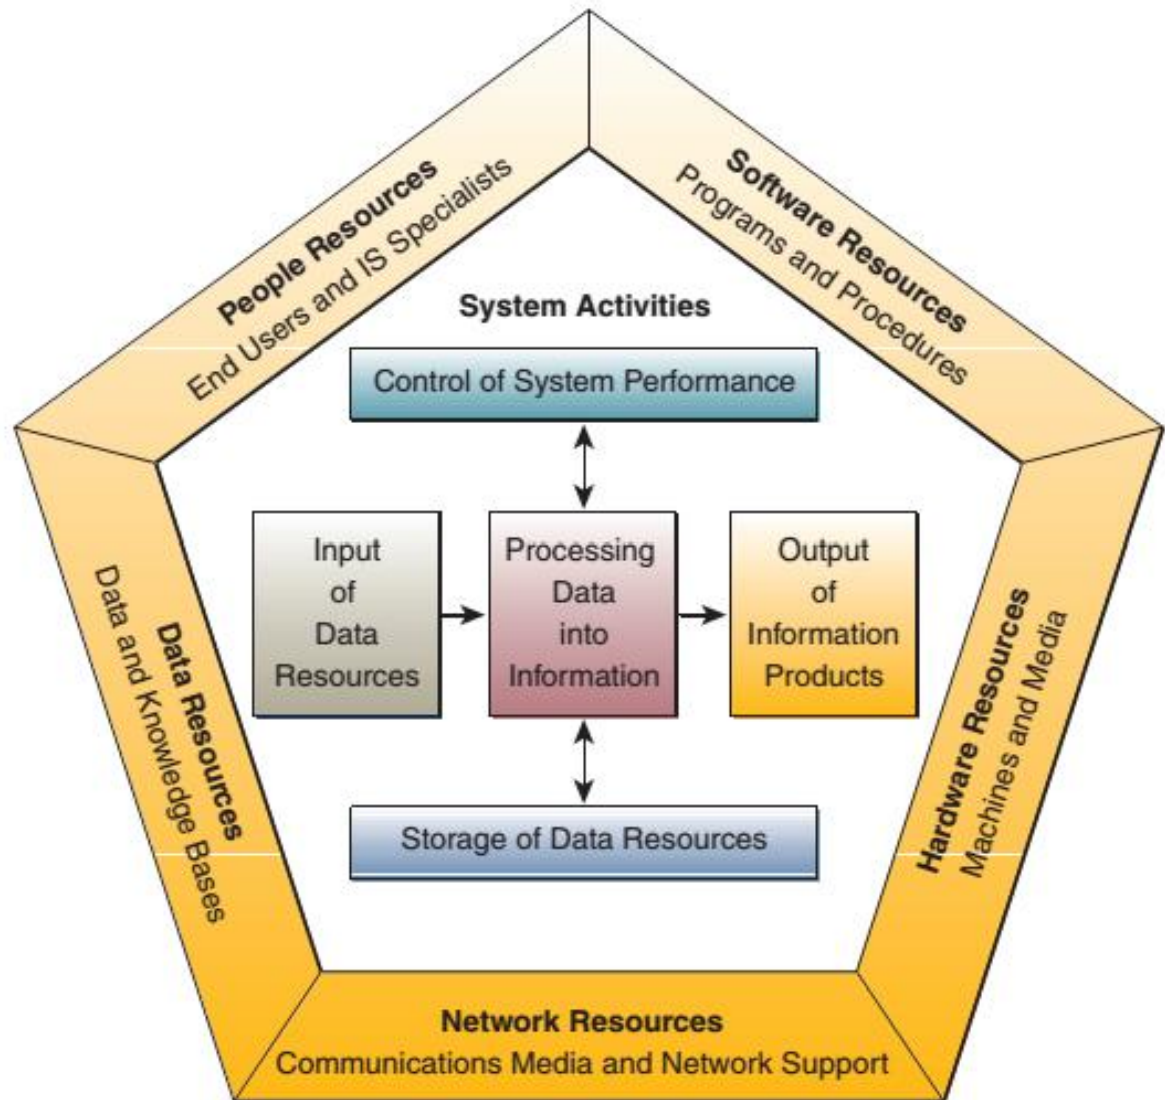 People Resources
End Users and IS Specialists
Software Resources
Programs and Procedures
System Activities
Control of System Performance
Input
of
Data
Resources
Processing
Data
into
Information
Output
of
Information
Products
Storage of Data Resources
Data Resources
Data and Knowledge Bases
Hardware Resources
Machines and Media
Network Resources
Communications Media and Network Support